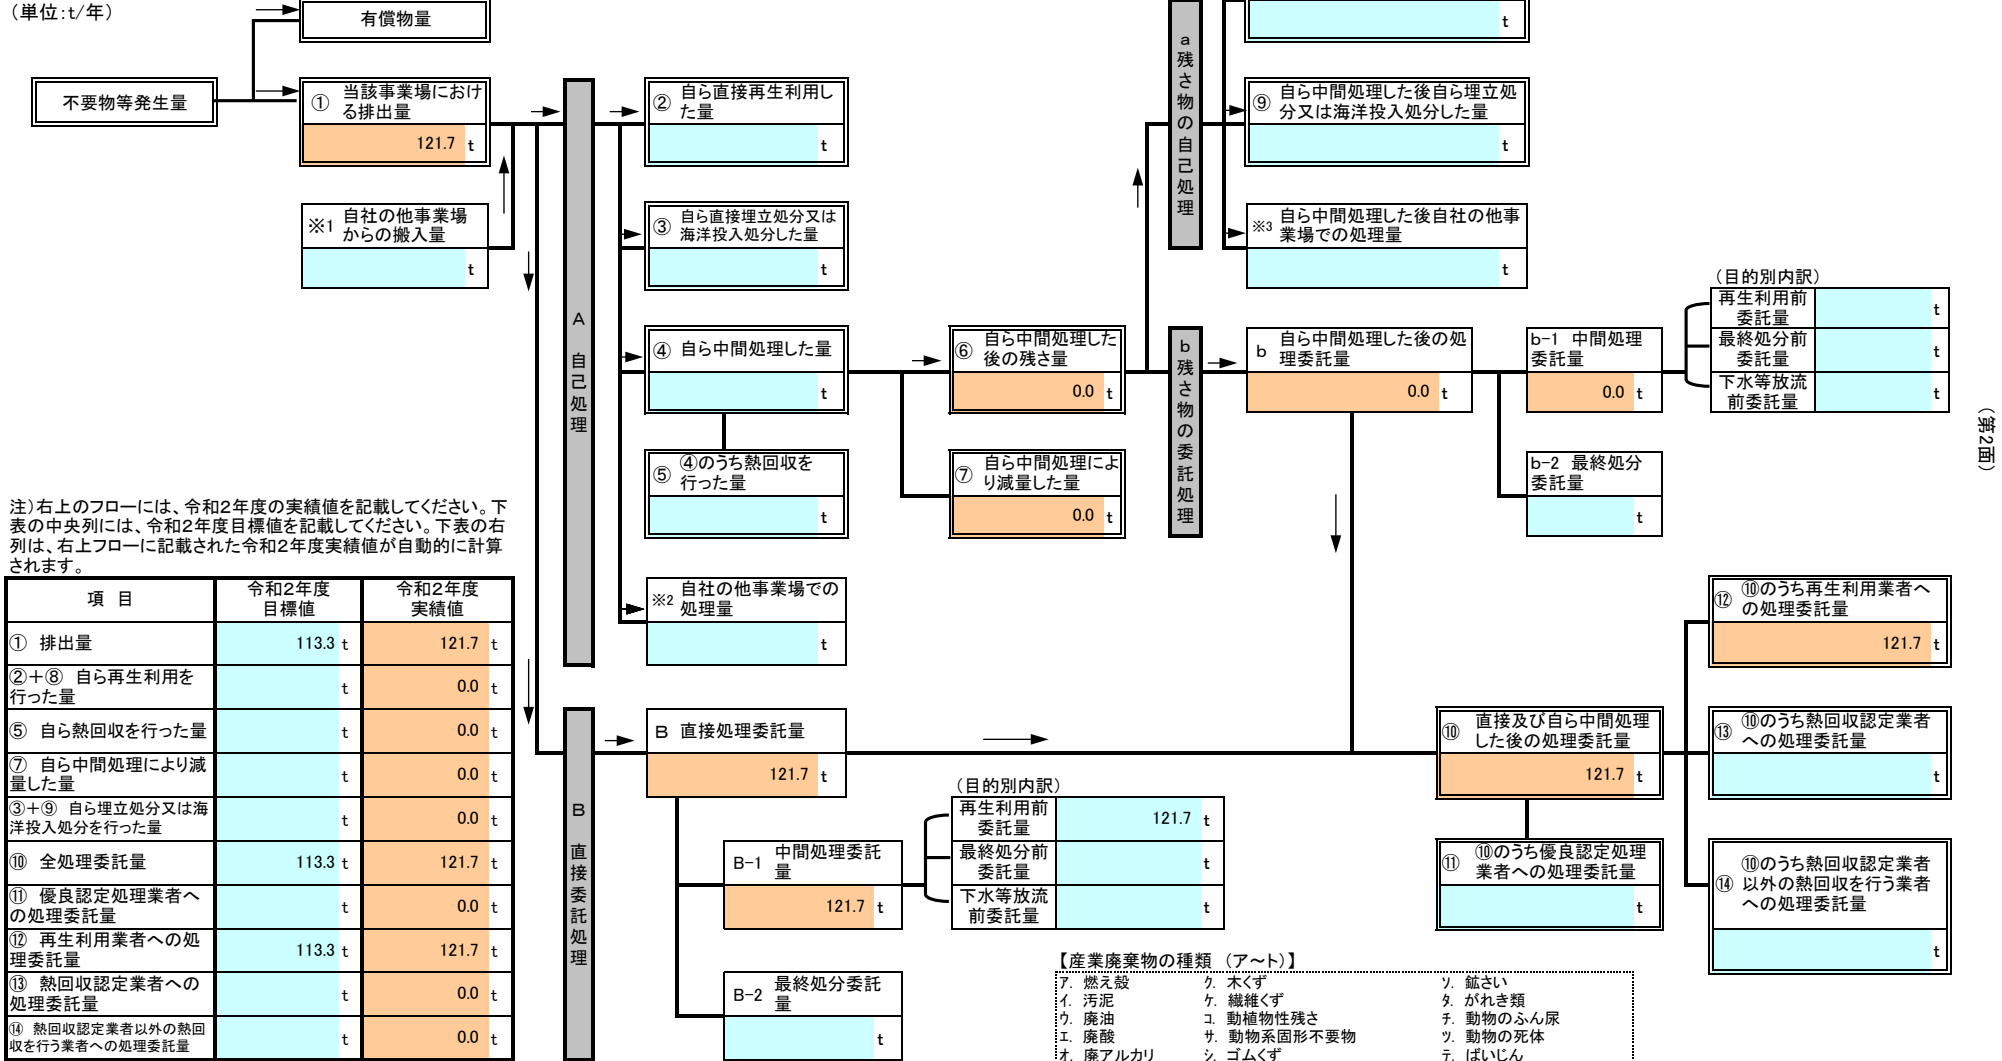 （単位：t/年）
有償物量
不要物等発生量
① 当該事業場におけ
る排出量
121.7 t
※1 自社の他事業場
からの搬入量
t
A 自己処理
② 自ら直接再生利用し
た量
t
③ 自ら直接埋立処分又は
海洋投入処分した量
t
④ 自ら中間処理した量
t
⑤ ④のうち熱回収を
行った量
t
※2 自社の他事業場での
処理量
t
⑥ 自ら中間処理した
後の残さ量
0.0 t
⑦ 自ら中間処理によ
り減量した量
0.0 t
a 残さ物の自己処理
t
⑨ 自ら中間処理した後自ら埋立処
分又は海洋投入処分した量
t
※3 自ら中間処理した後自社の他事
業場での処理量
t
b 残さ物の委託処理
b 自ら中間処理した後の処
理委託量
0.0 t
b-1 中間処理
委託量
0.0 t
b-2 最終処分
委託量
t
（目的別内訳）
再生利用前
委託量
t
最終処分前
委託量
t
下水等放流
前委託量
t
（第2面）
注）右上のフローには、令和2年度の実績値を記載してください。下
表の中央列には、令和2年度目標値を記載してください。下表の右
列は、右上フローに記載された令和2年度実績値が自動的に計算
されます。
項 目 令和2年度 目標値 令和2年度 実績値
① 排出量 113.3 t 121.7 t
②＋⑧ 自ら再生利用を
行った量 t 0.0 t
⑤ 自ら熱回収を行った量 t 0.0 t
⑦ 自ら中間処理により減
量した量 t 0.0 t
③＋⑨ 自ら埋立処分又は海
洋投入処分を行った量 t 0.0 t
⑩ 全処理委託量 113.3 t 121.7 t
⑪ 優良認定処理業者へ
の処理委託量 t 0.0 t
⑫ 再生利用業者への処
理委託量 113.3 t 121.7 t
⑬ 熱回収認定業者への
処理委託量 t 0.0 t
⑭ 熱回収認定業者以外の熱回
収を行う業者への処理委託量 t 0.0 t
B 直接委託処理
B 直接処理委託量
121.7 t
B-1 中間処理委託
量
121.7 t
B-2 最終処分委託
量
t
（目的別内訳）
再生利用前
委託量
121.7 t
最終処分前
委託量
t
下水等放流
前委託量
t
⑩ 直接及び自ら中間処理
した後の処理委託量
121.7 t
⑪ ⑩のうち優良認定処理
業者への処理委託量
t
⑫ ⑩のうち再生利用業者へ
の処理委託量
121.7 t
⑬ ⑩のうち熱回収認定業者
への処理委託量
t
⑭ ⑩のうち熱回収認定業者
以外の熱回収を行う業者
への処理委託量
t
【産業廃棄物の種類 （ア～ト）】
ア. 燃え殻 ク. 木くず ソ. 鉱さい
イ. 汚泥 ケ. 繊維くず タ. がれき類
ウ. 廃油 コ. 動植物性残さ チ. 動物のふん尿
エ. 廃酸 サ. 動物系固形不要物 ツ. 動物の死体
オ. 廃アルカリ シ. ゴムくず テ. ばいじん